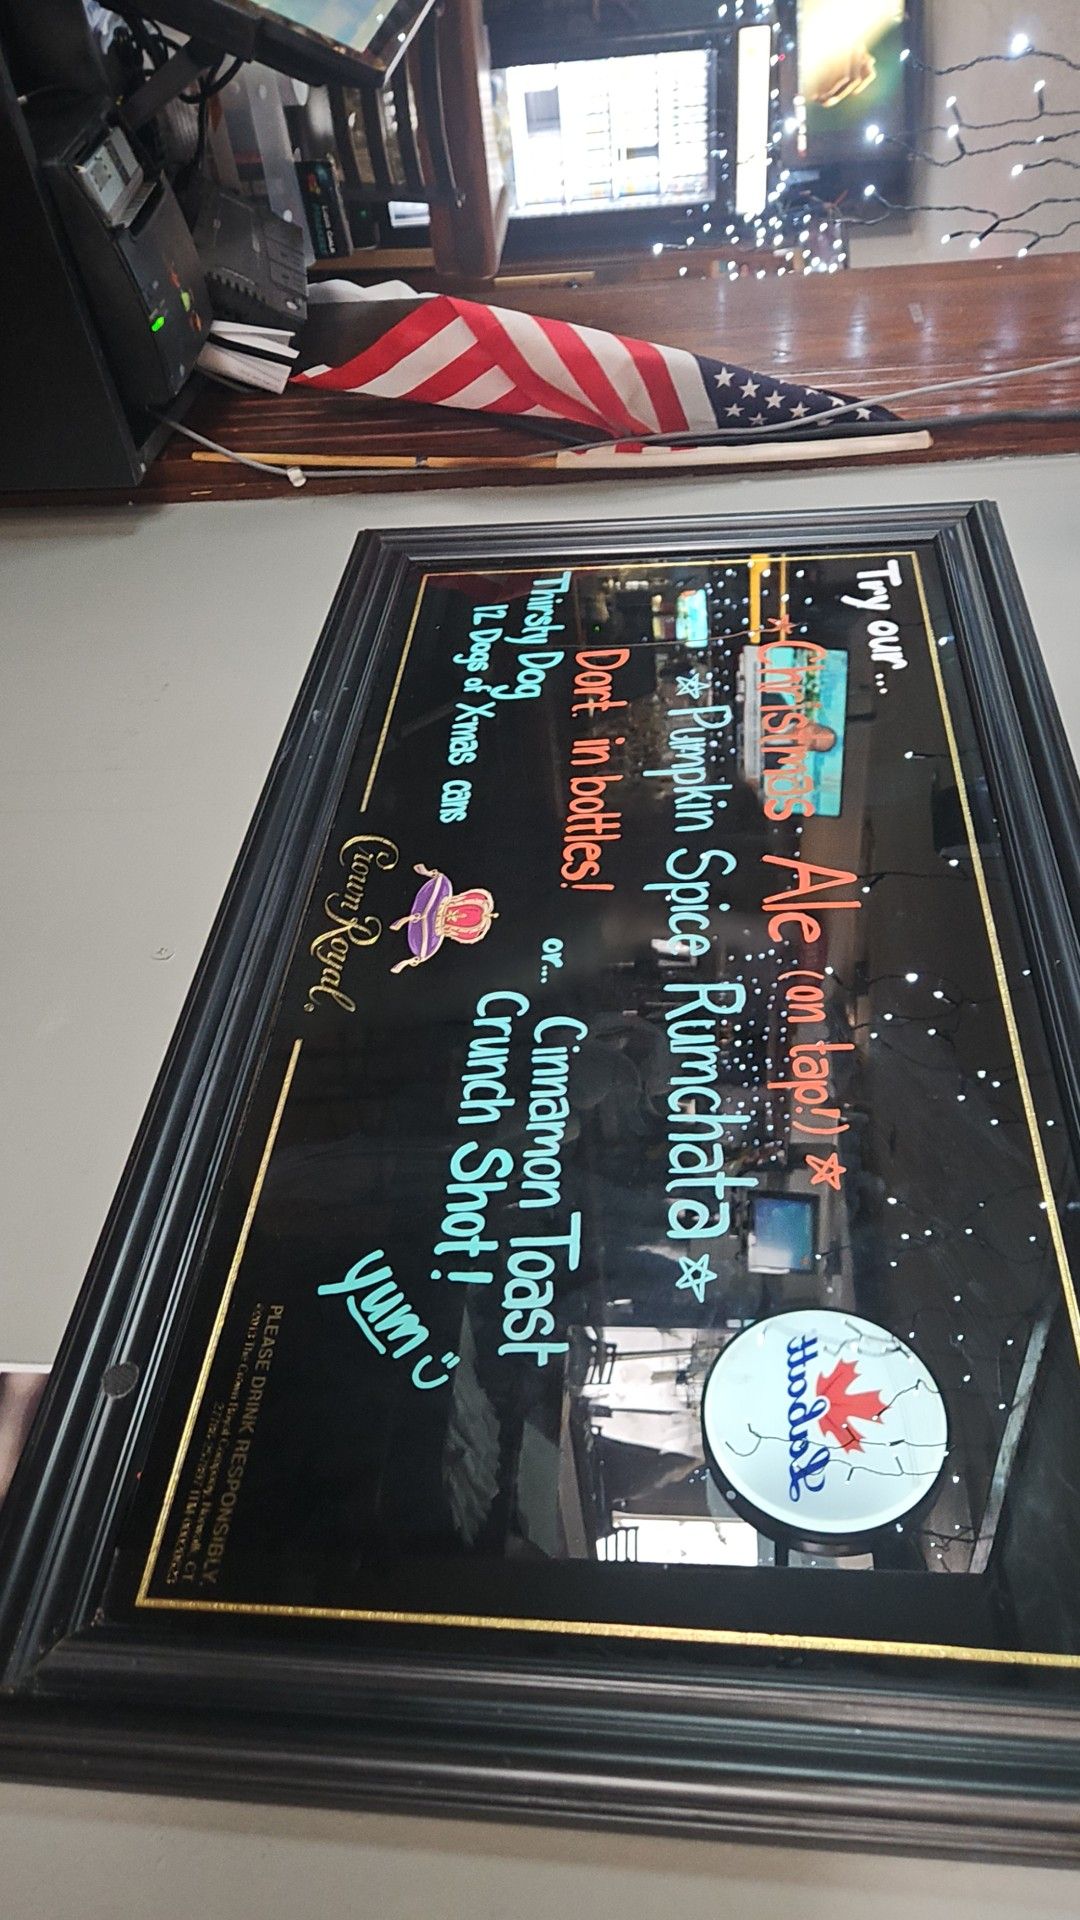 Try our...
Christmas Ale (on tap!)
Pumpkin Spice Rumchata
Dort in bottles!
Thirsty Dog
12 Dogs of X-mas cans
or... Cinnamon Toast
Crunch Shot!
Yum
Crown Royal
Labatt
PLEASE DRINK RESPONSIBLY.